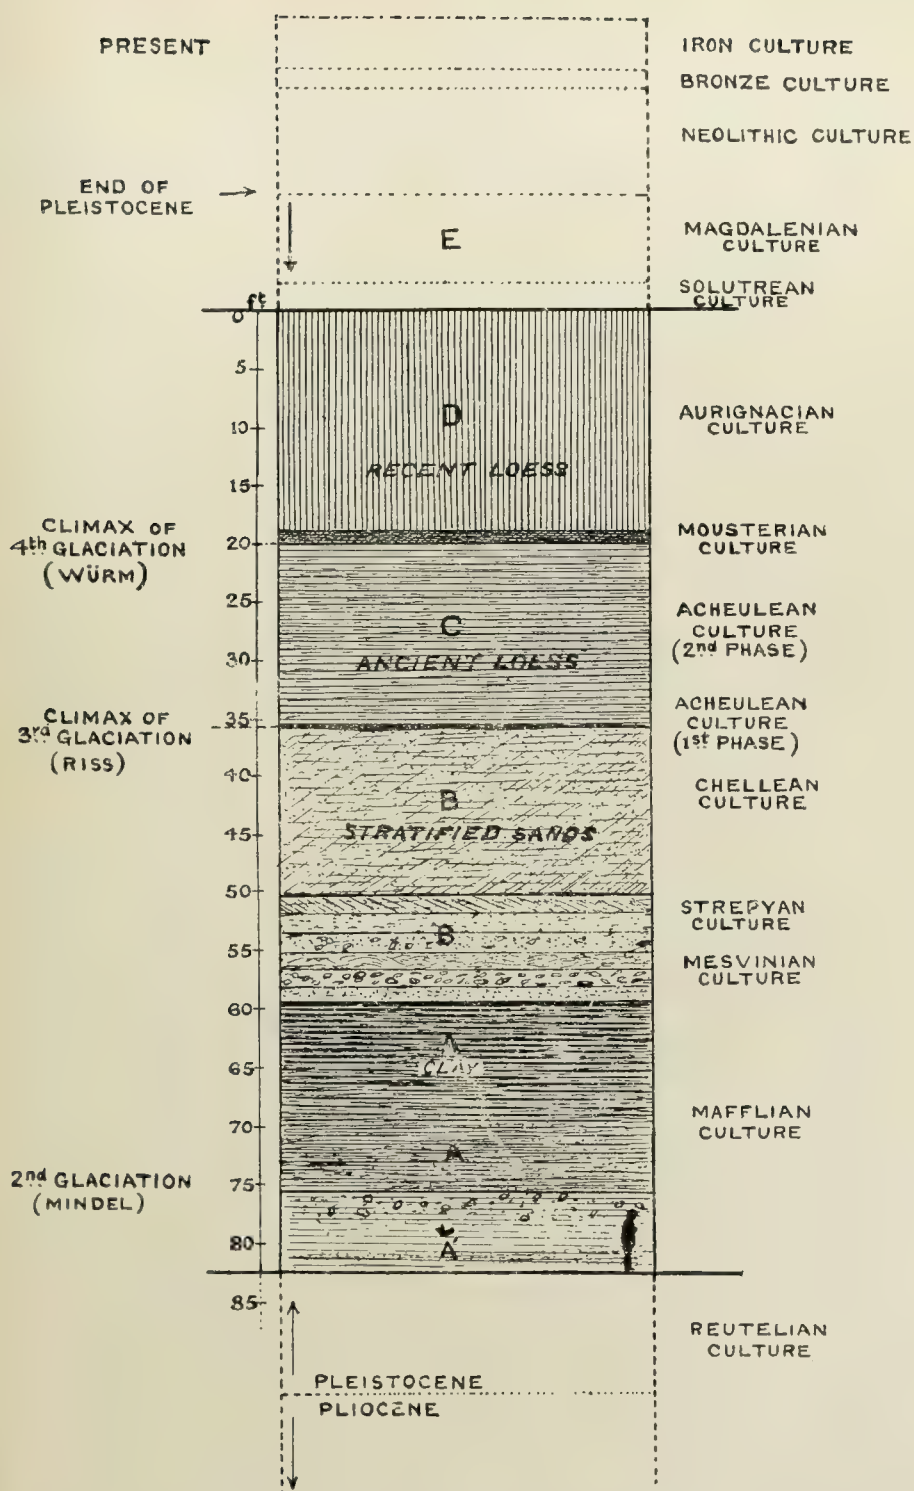 PRESENT
IRON CULTURE
BRONZE CULTURE
NEOLITHIC CULTURE
END OF
PLEISTOCENE
E
MAGDALENIAN
CULTURE
SOLUTREAN
CULTURE
ft
0
5
D
AURIGNACIAN
CULTURE
10
RECENT LOESS
15
CLIMAX OF
4th GLACIATION
(WÜRM)
20
MOUSTERIAN
CULTURE
25
C
ACHEULEAN
CULTURE
(2nd PHASE)
30
ANCIENT LOESS
CLIMAX OF
3rd GLACIATION
(RISS)
35
ACHEULEAN
CULTURE
(1st PHASE)
40
B
CHELLEAN
CULTURE
45
STRATIFIED SANDS
50
STREPYAN
CULTURE
B
55
MESVINIAN
CULTURE
60
A
CLAY
65
MAFFLIAN
CULTURE
70
A
2nd GLACIATION
(MINDEL)
75
80
A
85
REUTELIAN
CULTURE
PLEISTOCENE
PLIOCENE